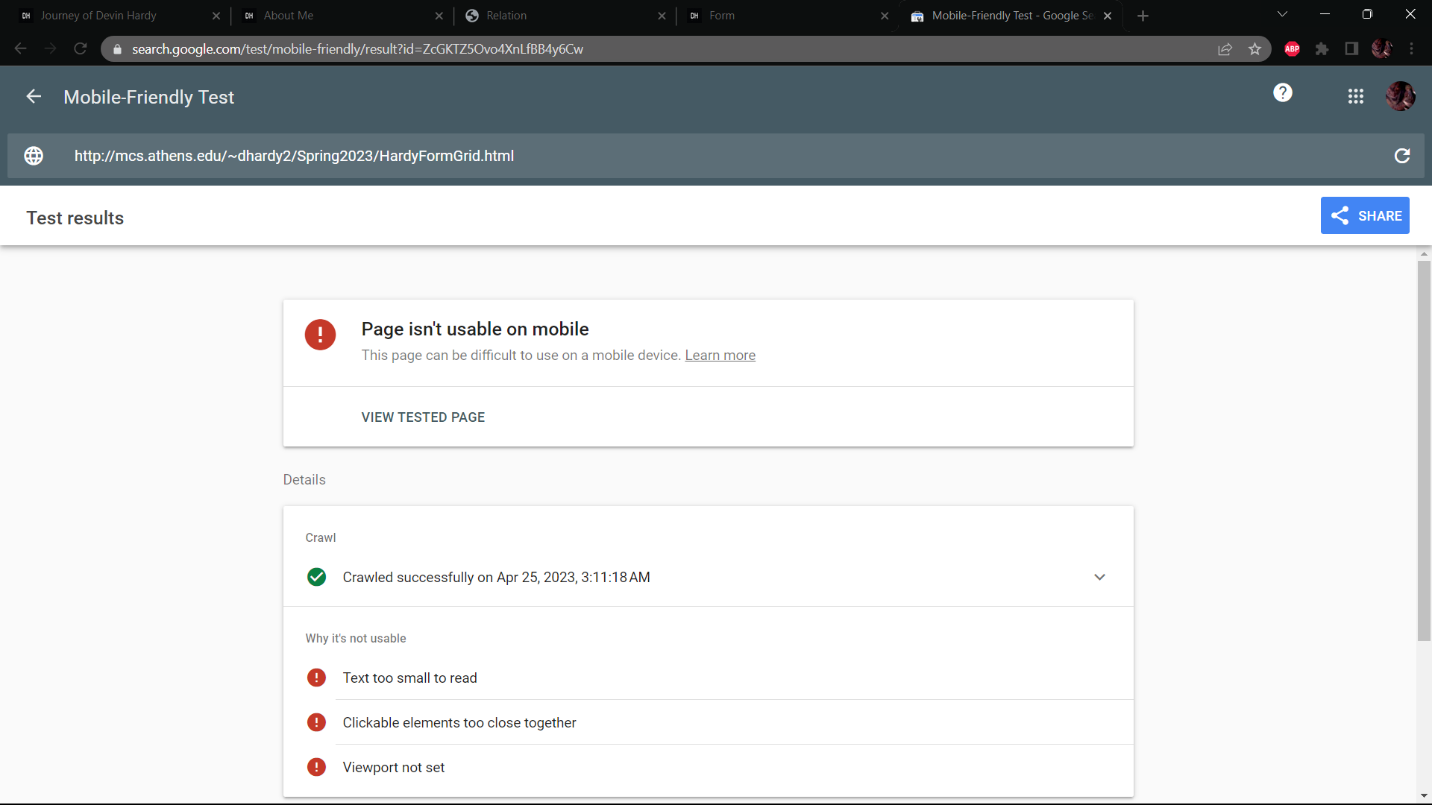 DH Journey of Devin Hardy
DH About Me
Relation
DH Form
Mobile-Friendly Test - Google Se
search.google.com/test/mobile-friendly/result?id=ZcGKTZ5Ovo4XnLfBB4y6Cw
ABP
Mobile-Friendly Test
?
http://mcs.athens.edu/~dhardy2/Spring2023/HardyFormGrid.html
Test results
SHARE
Page isn't usable on mobile
This page can be difficult to use on a mobile device. Learn more
VIEW TESTED PAGE
Details
Crawl
Crawled successfully on Apr 25, 2023, 3:11:18 AM
Why it's not usable
Text too small to read
Clickable elements too close together
Viewport not set